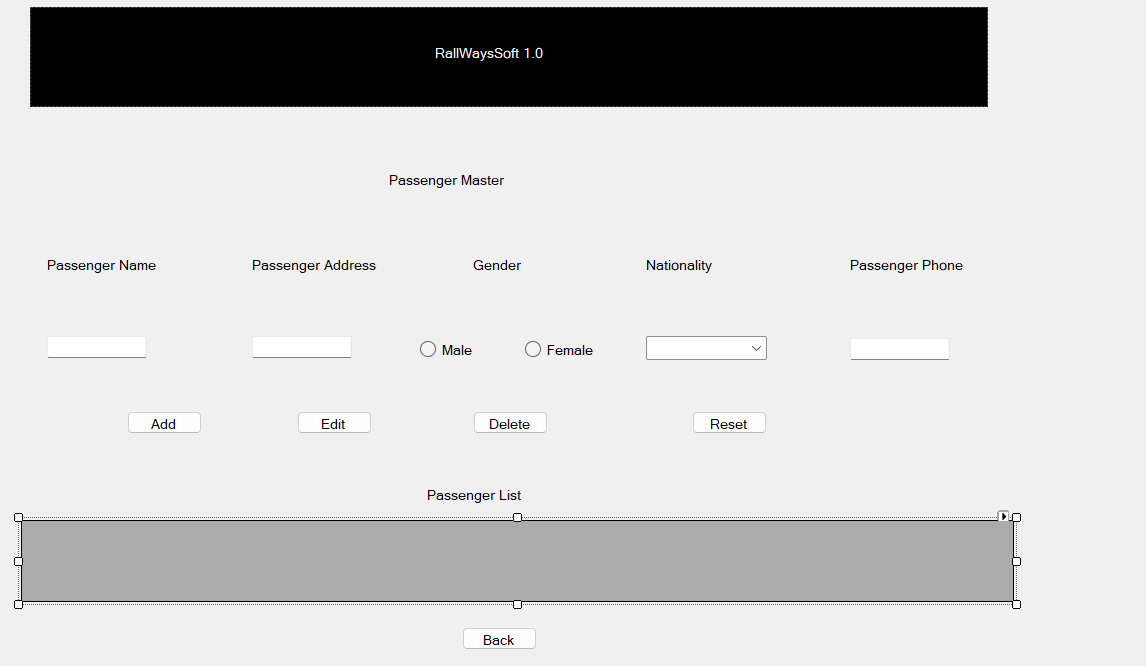 RallWaysSoft 1.0
Passenger Master
Passenger Name Passenger Address Gender Nationality Passenger Phone
Male Female
Add Edit Delete Reset
Passenger List
Back